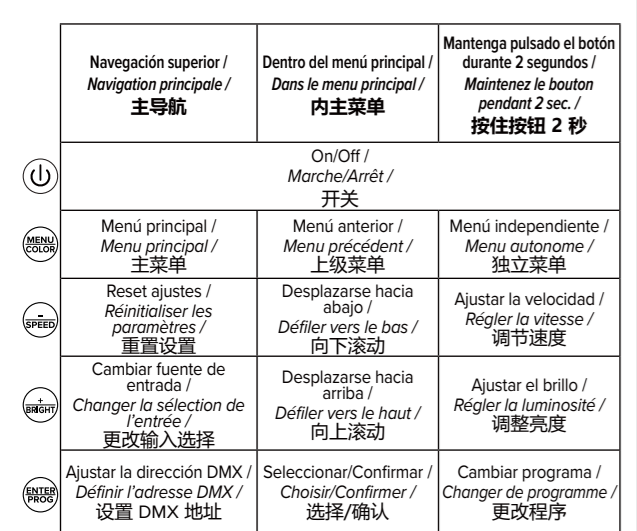 Navegación superior /
Navigation principale /
主导航
Dentro del menú principal /
Dans le menu principal /
内主菜单
Mantenga pulsado el botón
durante 2 segundos /
Maintenez le bouton
pendant 2 sec. /
按住按钮 2 秒
On/Off /
Marche/Arrêt /
开关
MENU
COLOR
Menú principal /
Menu principal /
主菜单
Menú anterior /
Menu précédent /
上级菜单
Menú independiente /
Menu autonome /
独立菜单
-
SPEED
Reset ajustes /
Réinitialiser les
paramètres /
重置设置
Desplazarse hacia
abajo /
Défiler vers le bas /
向下滚动
Ajustar la velocidad /
Régler la vitesse /
调节速度
+
BRIGHT
Cambiar fuente de
entrada /
Changer la sélection de
l'entrée /
更改输入选择
Desplazarse hacia
arriba /
Défiler vers le haut /
向上滚动
Ajustar el brillo /
Régler la luminosité /
调整亮度
ENTER
PROG
Ajustar la dirección DMX /
Définir l'adresse DMX /
设置 DMX 地址
Seleccionar/Confirmar /
Choisir/Confirmer /
选择/确认
Cambiar programa /
Changer de programme /
更改程序